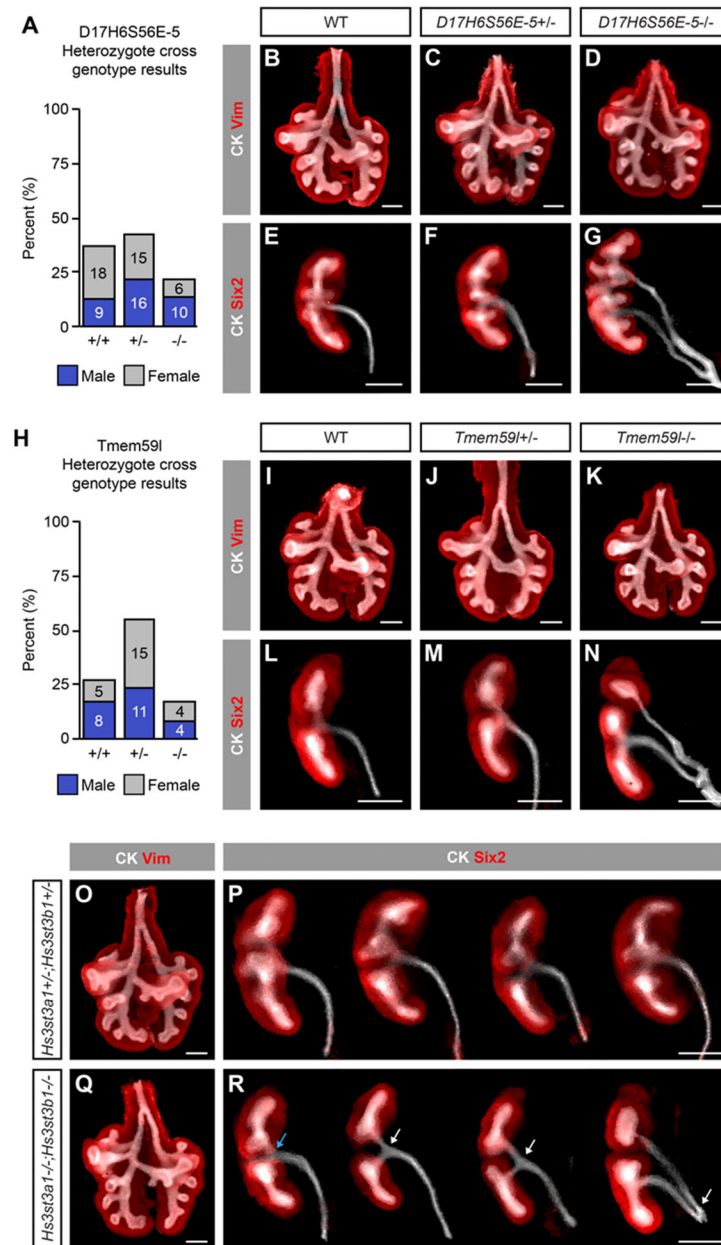 A
D17H6S56E-5
Heterozygote cross
genotype results
Percent (%)
100
75
50
25
0
18
9
15
16
6
10
+/+
+/-
-/-
Male
Female
WT
D17H6S56E-5+/-
D17H6S56E-5-/-
CK Vim
B
C
D
CK Six2
E
F
G
H
Tmem59l
Heterozygote cross
genotype results
Percent (%)
100
75
50
25
0
5
8
15
11
4
4
+/+
+/-
-/-
Male
Female
WT
Tmem59l+/-
Tmem59l-/-
CK Vim
I
J
K
CK Six2
L
M
N
CK Vim
CK Six2
Hs3st3a1+/-;Hs3st3b1+/-
O
P
Hs3st3a1-/-;Hs3st3b1-/-
Q
R